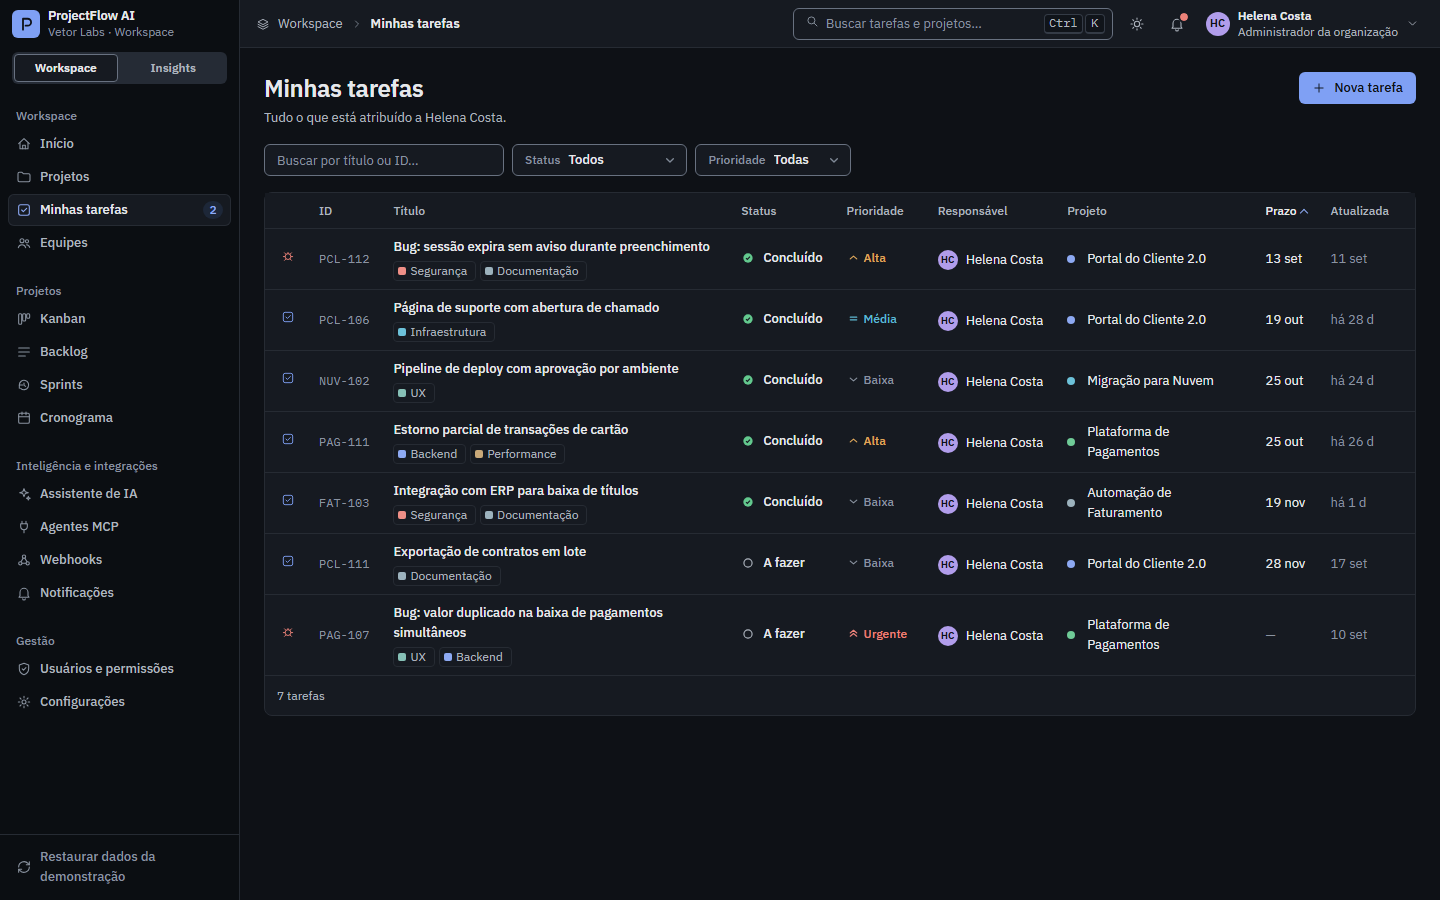 ProjectFlow AI
Vetor Labs · Workspace
Workspace
Insights
Workspace
Início
Projetos
Minhas tarefas 2
Equipes
Projetos
Kanban
Backlog
Sprints
Cronograma
Inteligência e integrações
Assistente de IA
Agentes MCP
Webhooks
Notificações
Gestão
Usuários e permissões
Configurações
Restaurar dados da
demonstração
Workspace > Minhas tarefas
Buscar tarefas e projetos... Ctrl K
HC
Helena Costa
Administrador da organização
Minhas tarefas
Tudo o que está atribuído a Helena Costa.
Nova tarefa
Buscar por título ou ID...
Status Todos
Prioridade Todas
ID Título Status Prioridade Responsável Projeto Prazo Atualizada
PCL-112 Bug: sessão expira sem aviso durante preenchimento Concluído Alta HC Helena Costa Portal do Cliente 2.0 13 set 11 set
Segurança Documentação
PCL-106 Página de suporte com abertura de chamado Concluído Média HC Helena Costa Portal do Cliente 2.0 19 out há 28 d
Infraestrutura
NUV-102 Pipeline de deploy com aprovação por ambiente Concluído Baixa HC Helena Costa Migração para Nuvem 25 out há 24 d
UX
PAG-111 Estorno parcial de transações de cartão Concluído Alta HC Helena Costa Plataforma de Pagamentos 25 out há 26 d
Backend Performance
FAT-103 Integração com ERP para baixa de títulos Concluído Baixa HC Helena Costa Automação de Faturamento 19 nov há 1 d
Segurança Documentação
PCL-111 Exportação de contratos em lote A fazer Baixa HC Helena Costa Portal do Cliente 2.0 28 nov 17 set
Documentação
PAG-107 Bug: valor duplicado na baixa de pagamentos simultâneos A fazer Urgente HC Helena Costa Plataforma de Pagamentos — 10 set
UX Backend
7 tarefas